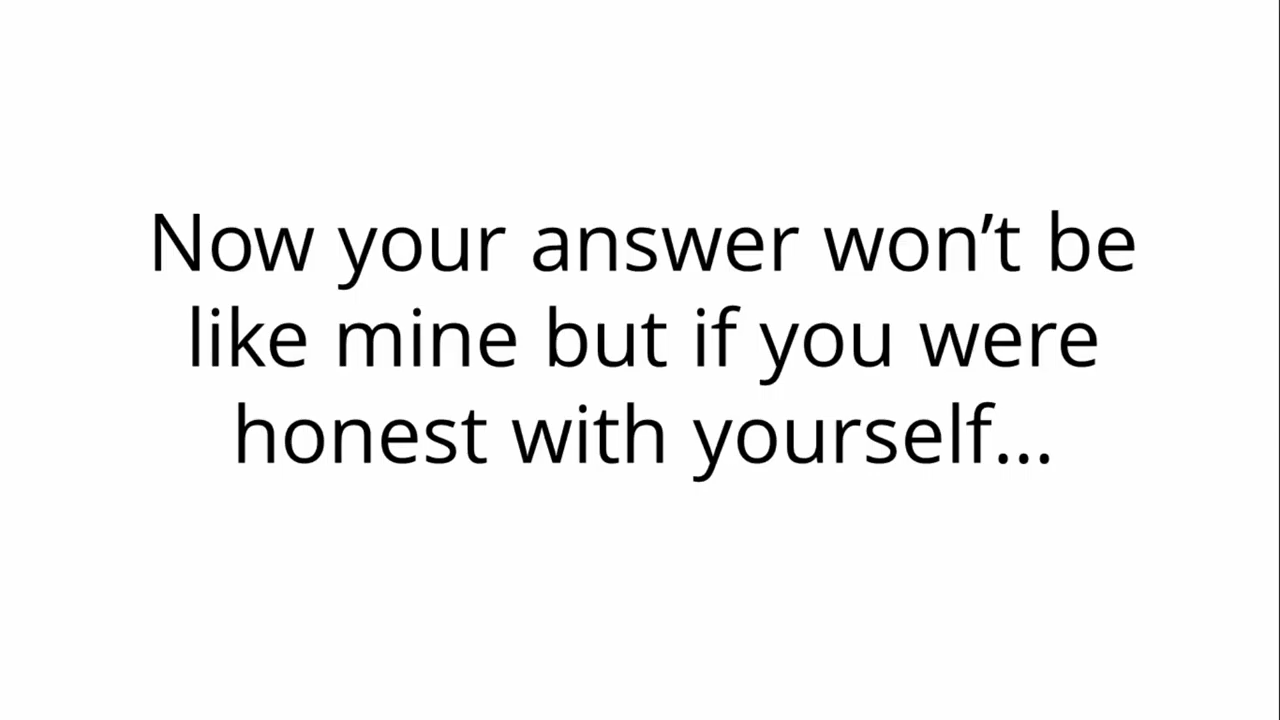 Now your answer won’t be
like mine but if you were
honest with yourself...